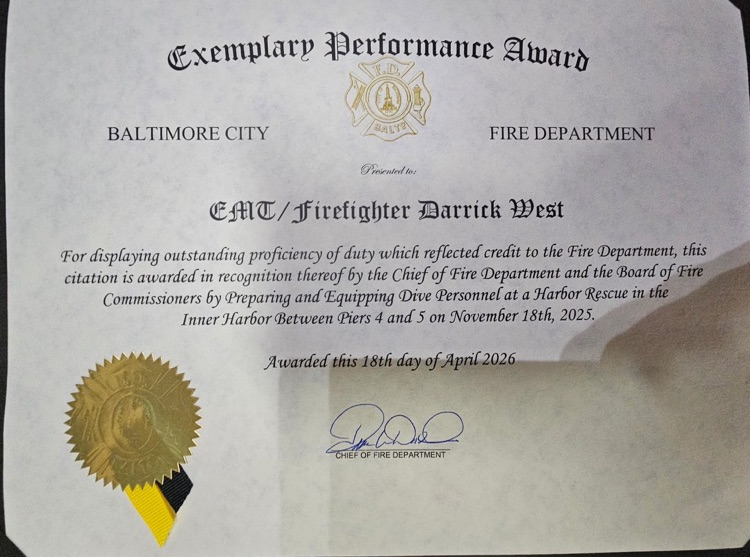 Exemplary Performance Award
F.D.
BALTO
BALTIMORE CITY
FIRE DEPARTMENT
Presented to:
EMT/Firefighter Darrick West
For displaying outstanding proficiency of duty which reflected credit to the Fire Department, this
citation is awarded in recognition thereof by the Chief of Fire Department and the Board of Fire
Commissioners by Preparing and Equipping Dive Personnel at a Harbor Rescue in the
Inner Harbor Between Piers 4 and 5 on November 18th, 2025.
Awarded this 18th day of April 2026
CHIEF OF FIRE DEPARTMENT